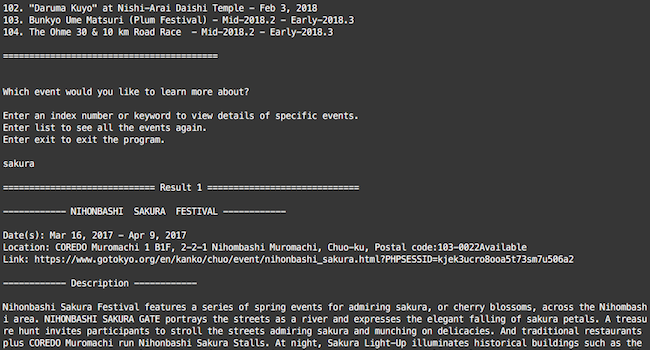 102. "Daruma Kuyo" at Nishi-Arai Daishi Temple - Feb 3, 2018
103. Bunkyo Ume Matsuri (Plum Festival) - Mid-2018.2 - Early-2018.3
104. The Ohme 30 & 10 km Road Race  - Mid-2018.2 - Early-2018.3
=========================================
Which event would you like to learn more about?
Enter an index number or keyword to view details of specific events.
Enter list to see all the events again.
Enter exit to exit the program.
sakura
============================= Result 1 =============================
------------ NIHONBASHI  SAKURA  FESTIVAL ------------
Date(s): Mar 16, 2017 - Apr 9, 2017
Location: COREDO Muromachi 1 B1F, 2-2-1 Nihombashi Muromachi, Chuo-ku, Postal code:103-0022Available
Link: https://www.gotokyo.org/en/kanko/chuo/event/nihonbashi_sakura.html?PHPSESSID=kjek3ucro8ooa5t73sm7u506a2
------------ Description ------------
Nihonbashi Sakura Festival features a series of spring events for admiring sakura, or cherry blossoms, across the Nihombash
i area. NIHONBASHI SAKURA GATE portrays the streets as a river and expresses the elegant falling of sakura petals. A treasu
re hunt invites participants to stroll the streets admiring sakura and munching on delicacies. And traditional restaurants
plus COREDO Muromachi run Nihonbashi Sakura Stalls. At night, Sakura Light-Up illuminates historical buildings such as the